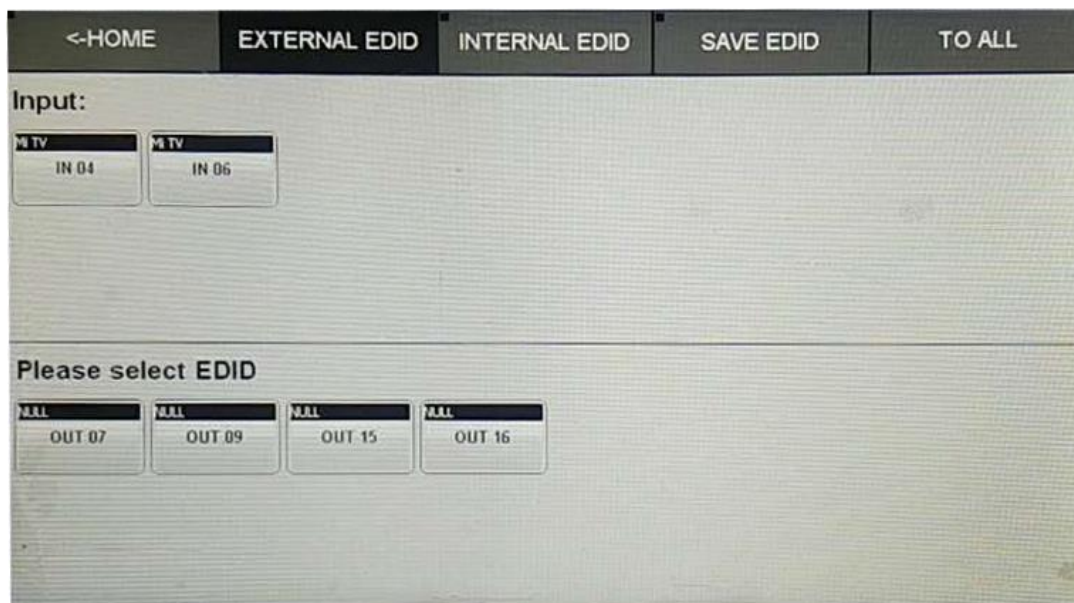 <-HOME EXTERNAL EDID INTERNAL EDID SAVE EDID TO ALL
Input:
Mi TV Mi TV
IN 04 IN 06
Please select EDID
NULL NULL NULL NULL
OUT 07 OUT 09 OUT 15 OUT 16